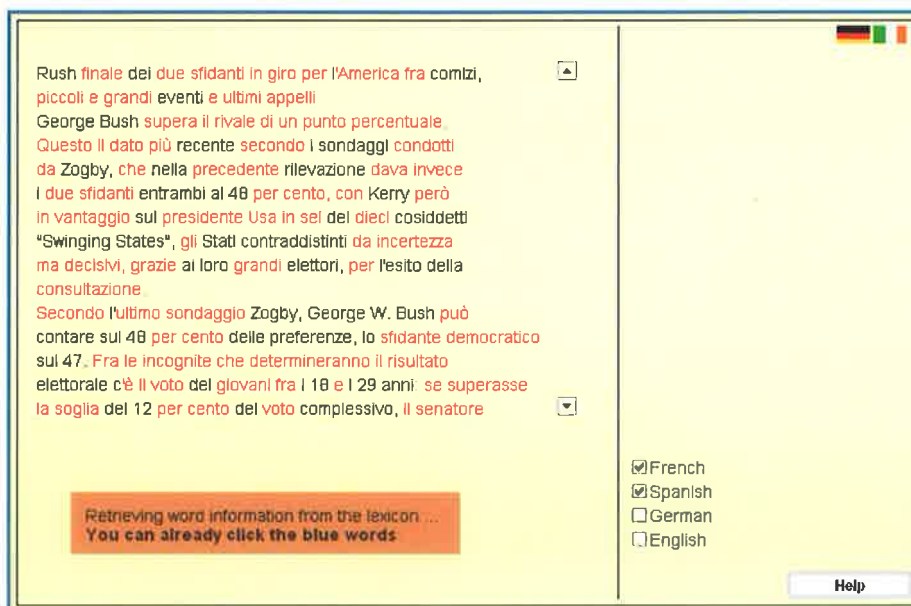 Rush finale dei due sfidanti in giro per l'America fra comizi,
piccoli e grandi eventi e ultimi appelli
George Bush supera il rivale di un punto percentuale.
Questo il dato più recente secondo i sondaggi condotti
da Zogby, che nella precedente rilevazione dava invece
i due sfidanti entrambi al 48 per cento, con Kerry però
in vantaggio sul presidente Usa in sei dei dieci cosiddetti
"Swinging States", gli Stati contraddistinti da incertezza
ma decisivi, grazie ai loro grandi elettori, per l'esito della
consultazione.
Secondo l'ultimo sondaggio Zogby, George W. Bush può
contare sul 48 per cento delle preferenze, lo sfidante democratico
sul 47. Fra le incognite che determineranno il risultato
elettorale c'è il voto dei giovani fra i 18 e i 29 anni: se superasse
la soglia del 12 per cento del voto complessivo, il senatore
Retrieving word information from the lexicon ...
You can already click the blue words
French
Spanish
German
English
Help